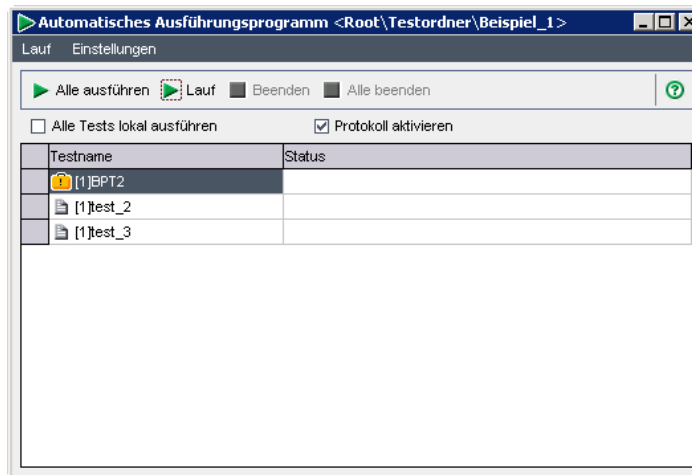 Automatisches Ausführungsprogramm <Root\Testordner\Beispiel_1>
Lauf Einstellungen
Alle ausführen Lauf Beenden Alle beenden
Alle Tests lokal ausführen Protokoll aktivieren
Testname Status
[1]BPT2
[1]test_2
[1]test_3